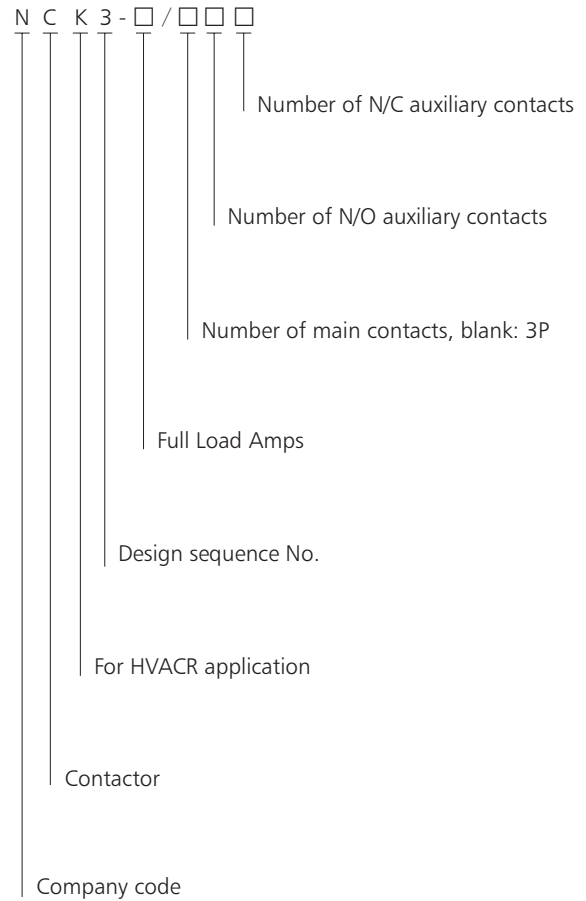 N C K 3 - □ / □ □ □
Number of N/C auxiliary contacts
Number of N/O auxiliary contacts
Number of main contacts, blank: 3P
Full Load Amps
Design sequence No.
For HVACR application
Contactor
Company code